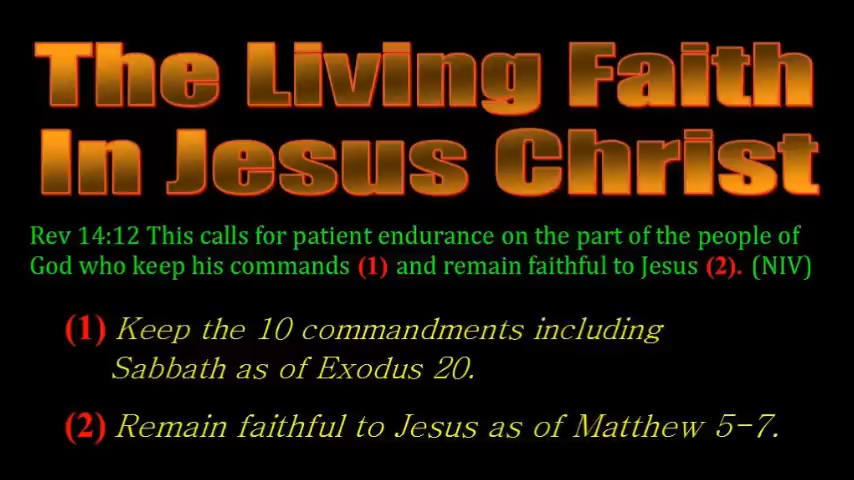 The Living Faith
In Jesus Christ
Rev 14:12 This calls for patient endurance on the part of the people of
God who keep his commands (1) and remain faithful to Jesus (2). (NIV)
(1) Keep the 10 commandments including
Sabbath as of Exodus 20.
(2) Remain faithful to Jesus as of Matthew 5-7.